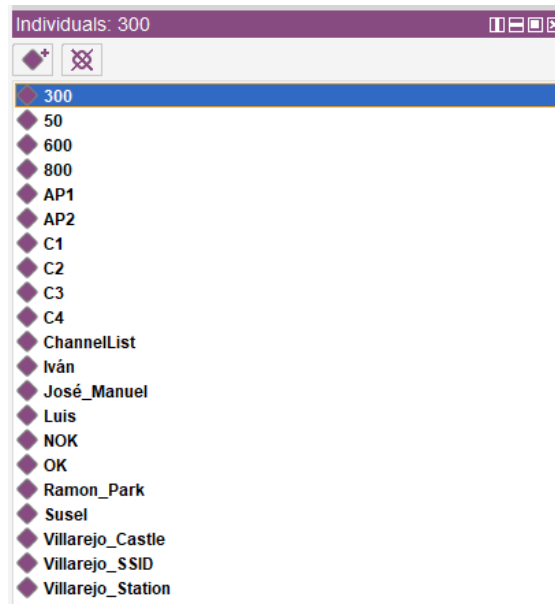 Individuals: 300
300
50
600
800
AP1
AP2
C1
C2
C3
C4
ChannelList
Iván
José_Manuel
Luis
NOK
OK
Ramon_Park
Susel
Villarejo_Castle
Villarejo_SSID
Villarejo_Station